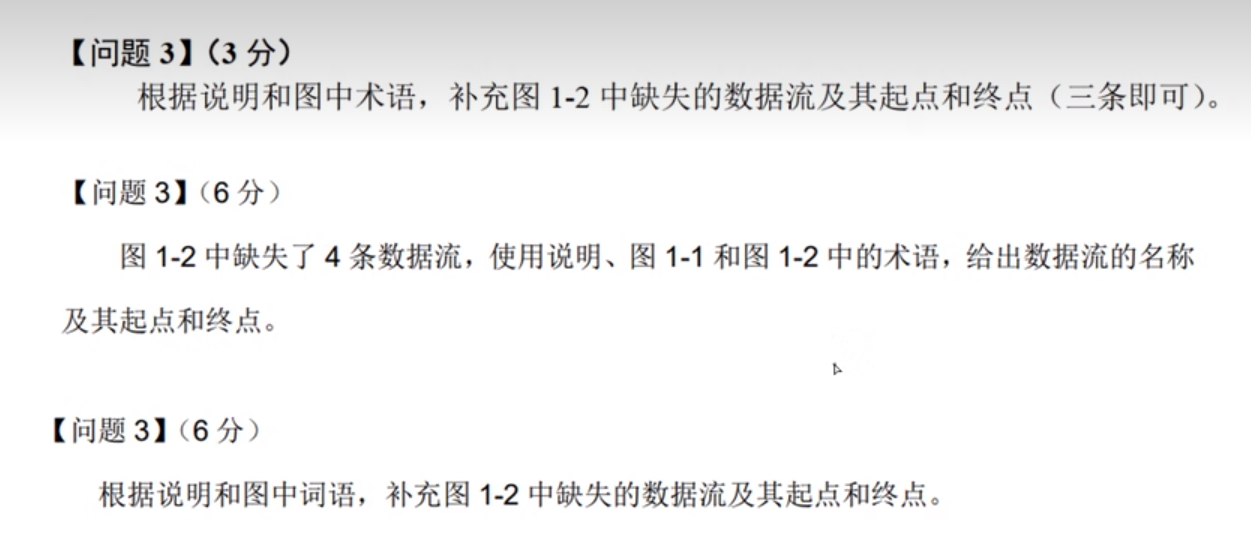 【问题 3】（3 分）
根据说明和图中术语，补充图 1-2 中缺失的数据流及其起点和终点（三条即可）。
【问题 3】（6 分）
图 1-2 中缺失了 4 条数据流，使用说明、图 1-1 和图 1-2 中的术语，给出数据流的名称
及其起点和终点。
【问题 3】（6 分）
根据说明和图中词语，补充图 1-2 中缺失的数据流及其起点和终点。